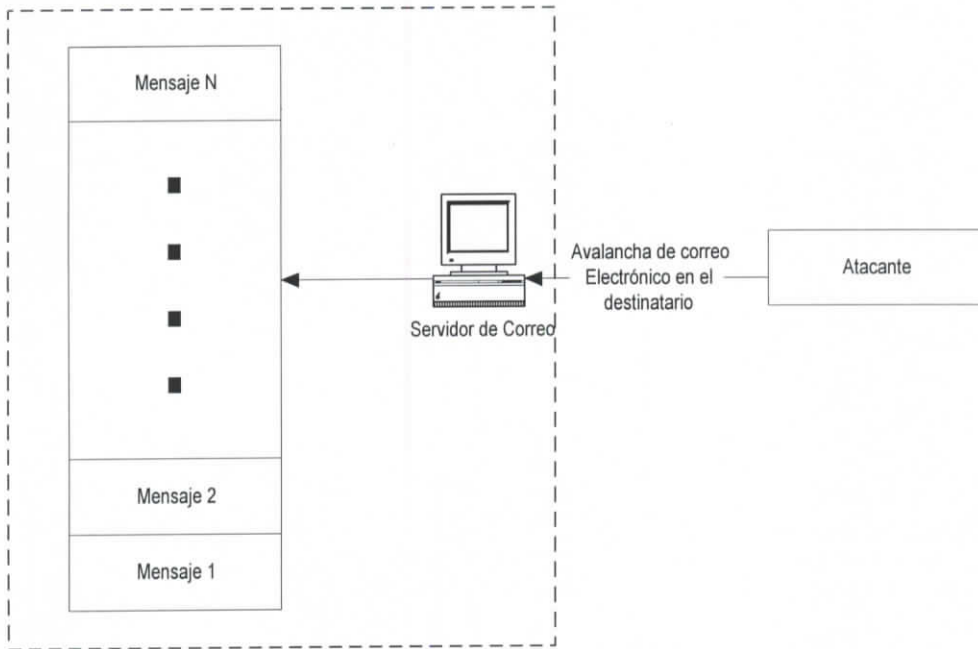 Mensaje N
Avalancha de correo
Electrónico en el
destinatario
Atacante
Servidor de Correo
Mensaje 2
Mensaje 1